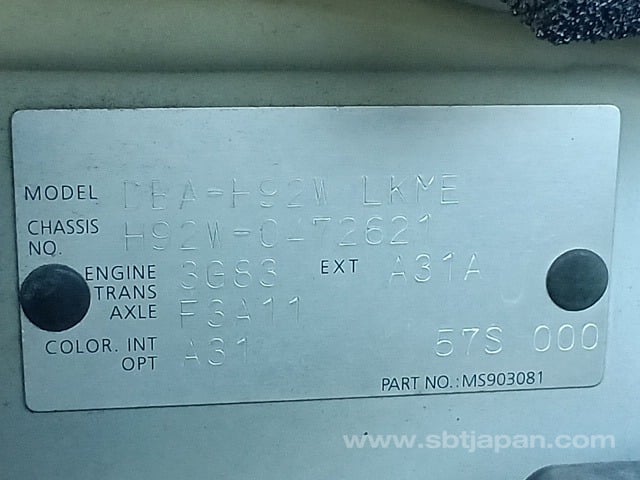 MODEL DBA-H92W LKME
CHASSIS NO. H92W-0472621
ENGINE 3G83 EXT A31A
TRANS AXLE F3A11
COLOR. INT OPT A31 57S 000
PART NO.:MS903081
www.sbtjapan.com